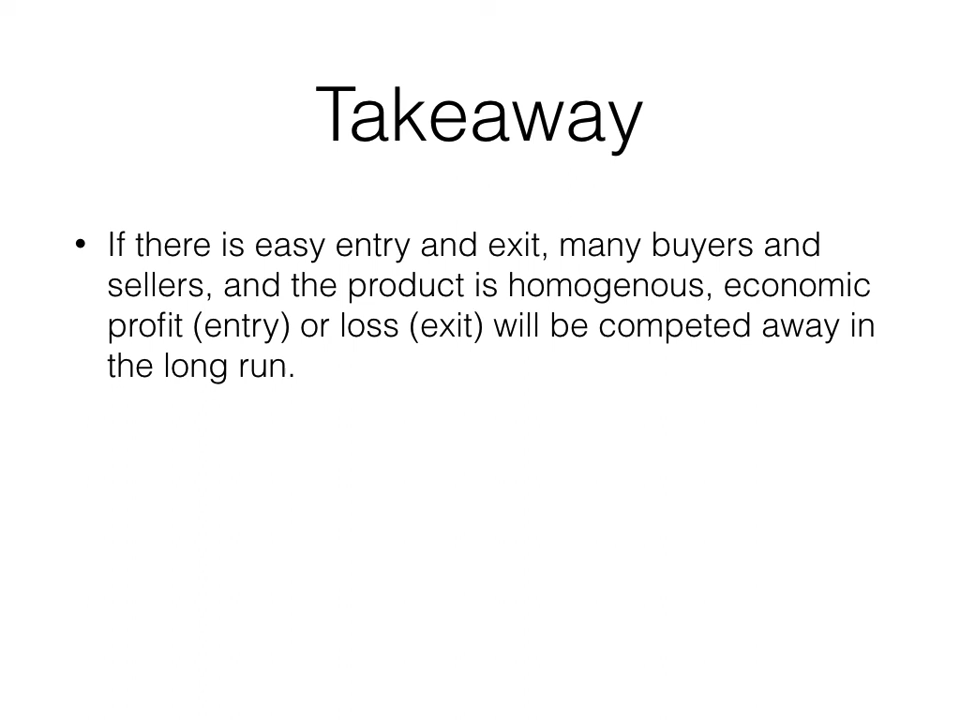 Takeaway
• If there is easy entry and exit, many buyers and
sellers, and the product is homogenous, economic
profit (entry) or loss (exit) will be competed away in
the long run.